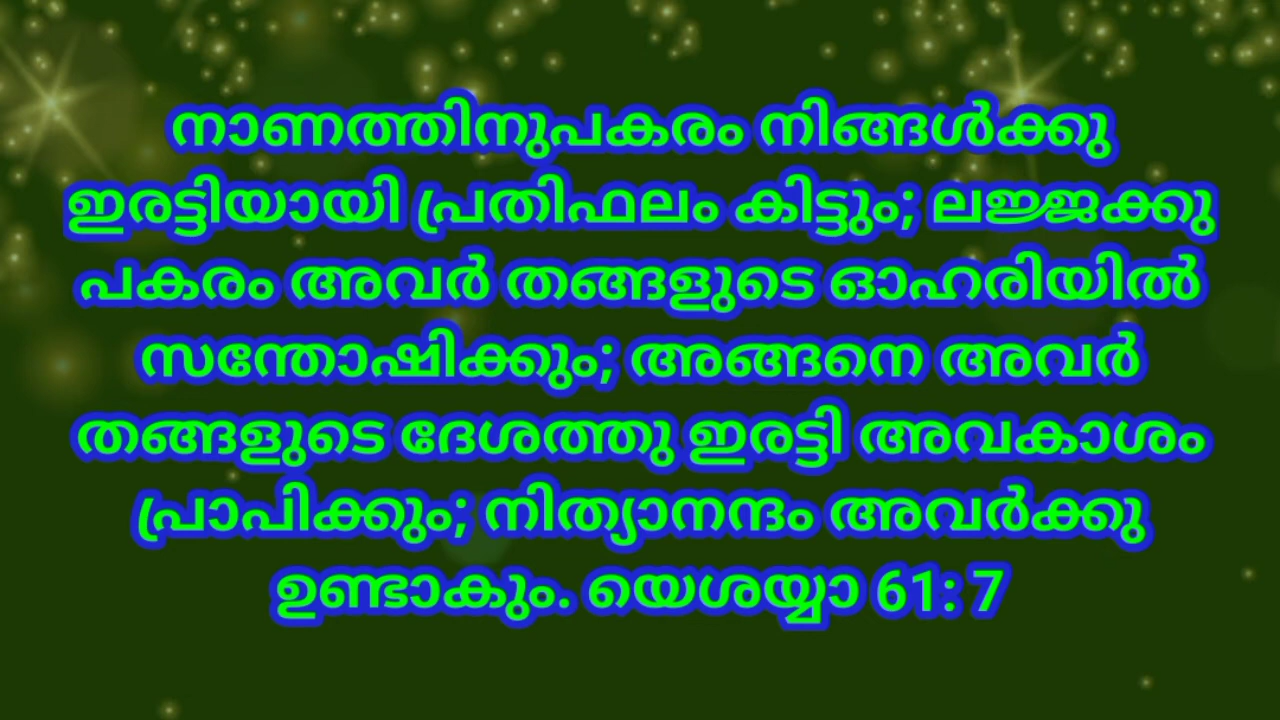 നാണത്തിനുപകരം നിങ്ങൾക്കു
ഇരട്ടിയായി പ്രതിഫലം കിട്ടും; ലജ്ജക്കു
പകരം അവർ തങ്ങളുടെ ഓഹരിയിൽ
സന്തോഷിക്കും; അങ്ങനെ അവർ
തങ്ങളുടെ ദേശത്തു ഇരട്ടി അവകാശം
പ്രാപിക്കും; നിത്യാനന്ദം അവർക്കു
ഉണ്ടാകും. യെശയ്യാ 61: 7